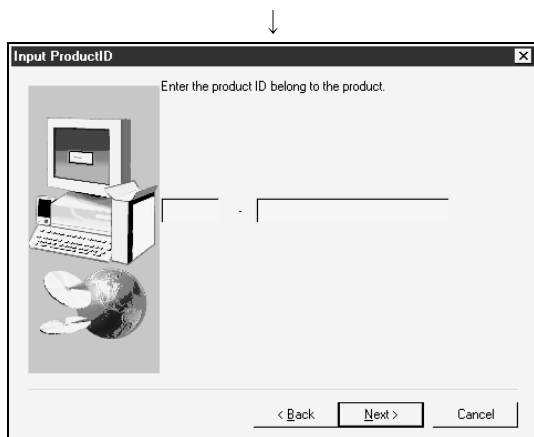 ↓
Input ProductID
Enter the product ID belong to the product.
-
< Back Next > Cancel